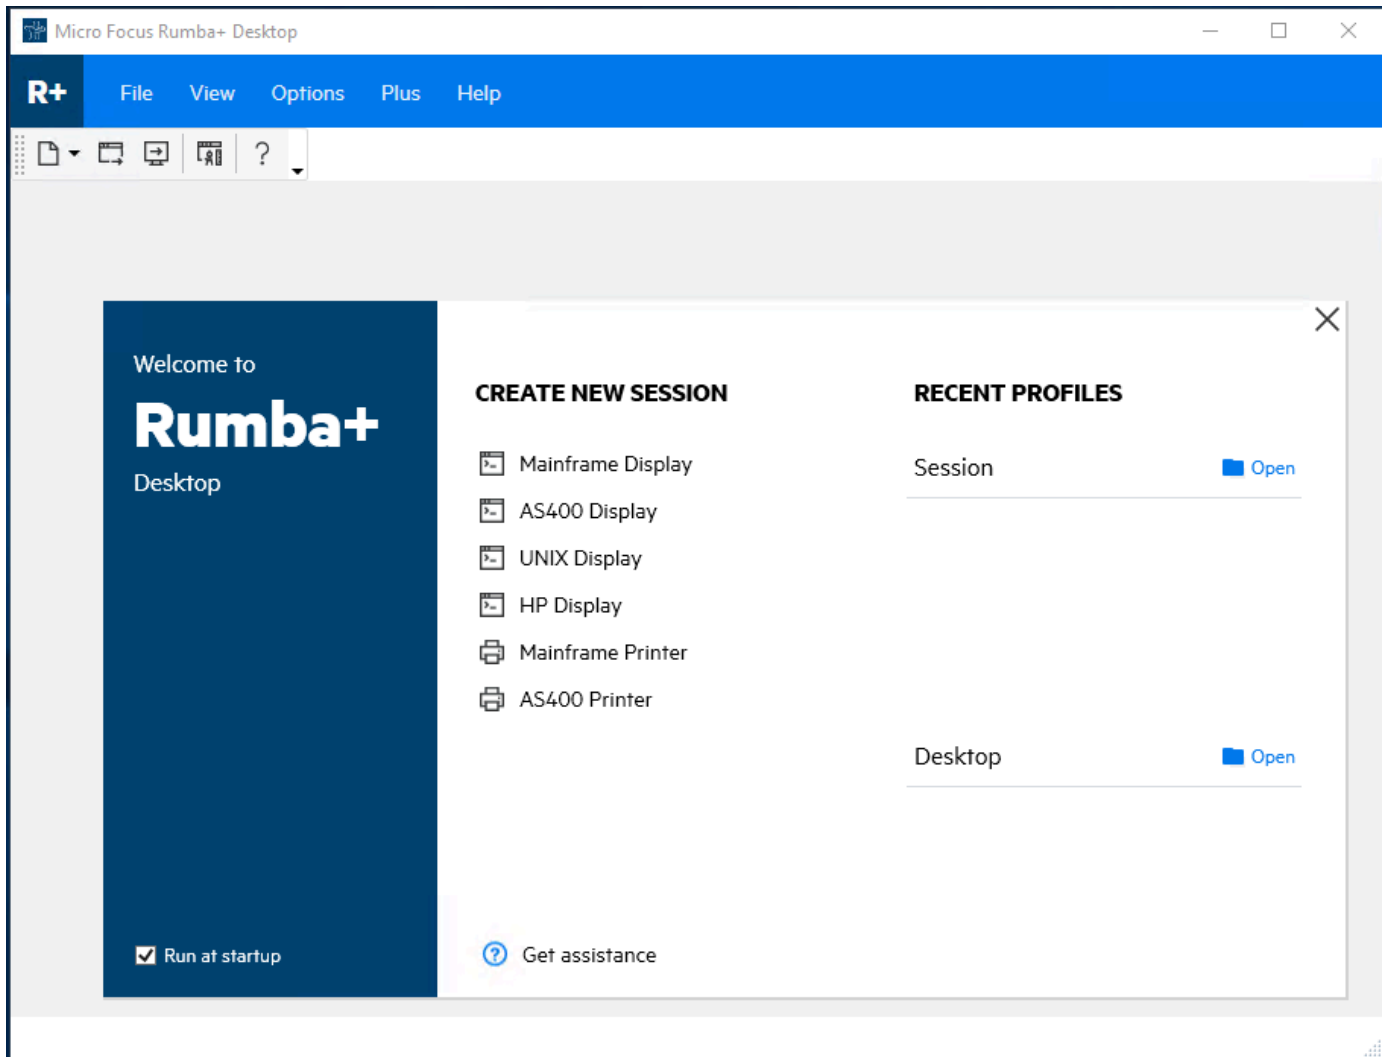 Micro Focus Rumba+ Desktop
R+ File View Options Plus Help
?
Welcome to
Rumba+
Desktop
Run at startup
CREATE NEW SESSION
Mainframe Display
AS400 Display
UNIX Display
HP Display
Mainframe Printer
AS400 Printer
? Get assistance
RECENT PROFILES
Session Open
Desktop Open